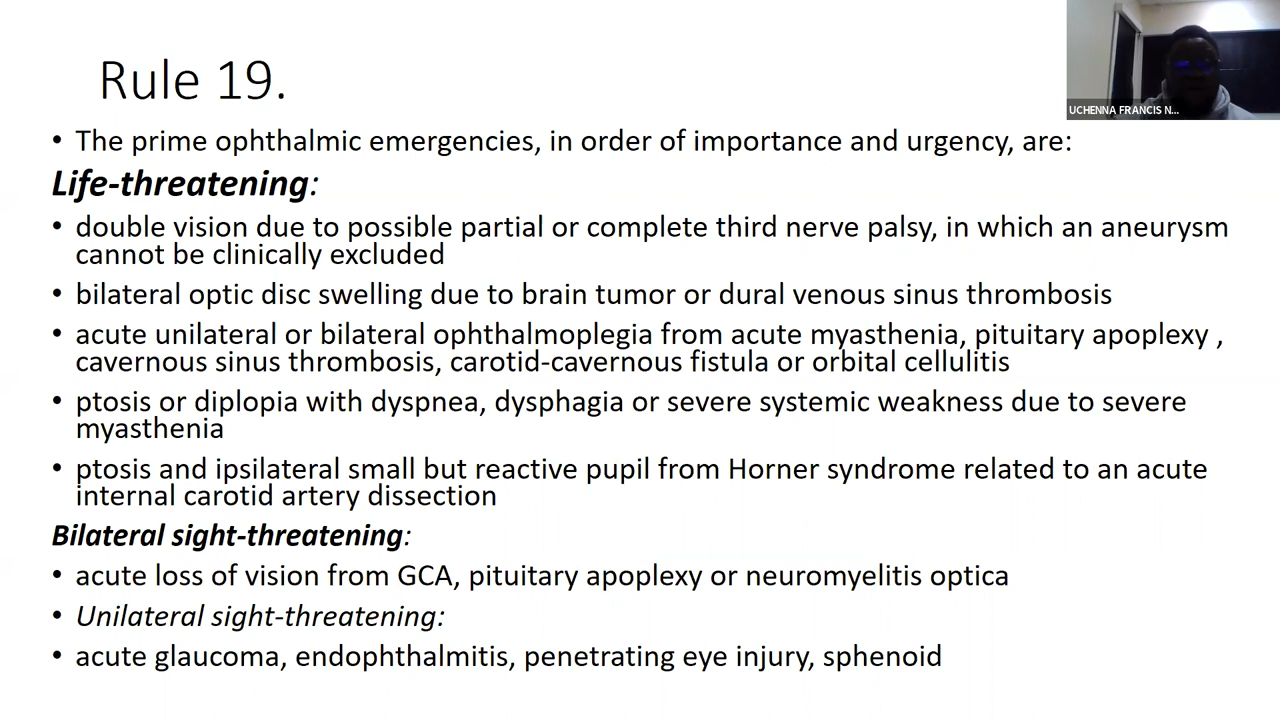 Rule 19.
UCHENNA FRANCIS N...
• The prime ophthalmic emergencies, in order of importance and urgency, are:
Life-threatening:
• double vision due to possible partial or complete third nerve palsy, in which an aneurysm
cannot be clinically excluded
• bilateral optic disc swelling due to brain tumor or dural venous sinus thrombosis
• acute unilateral or bilateral ophthalmoplegia from acute myasthenia, pituitary apoplexy ,
cavernous sinus thrombosis, carotid-cavernous fistula or orbital cellulitis
• ptosis or diplopia with dyspnea, dysphagia or severe systemic weakness due to severe
myasthenia
• ptosis and ipsilateral small but reactive pupil from Horner syndrome related to an acute
internal carotid artery dissection
Bilateral sight-threatening:
• acute loss of vision from GCA, pituitary apoplexy or neuromyelitis optica
• Unilateral sight-threatening:
• acute glaucoma, endophthalmitis, penetrating eye injury, sphenoid